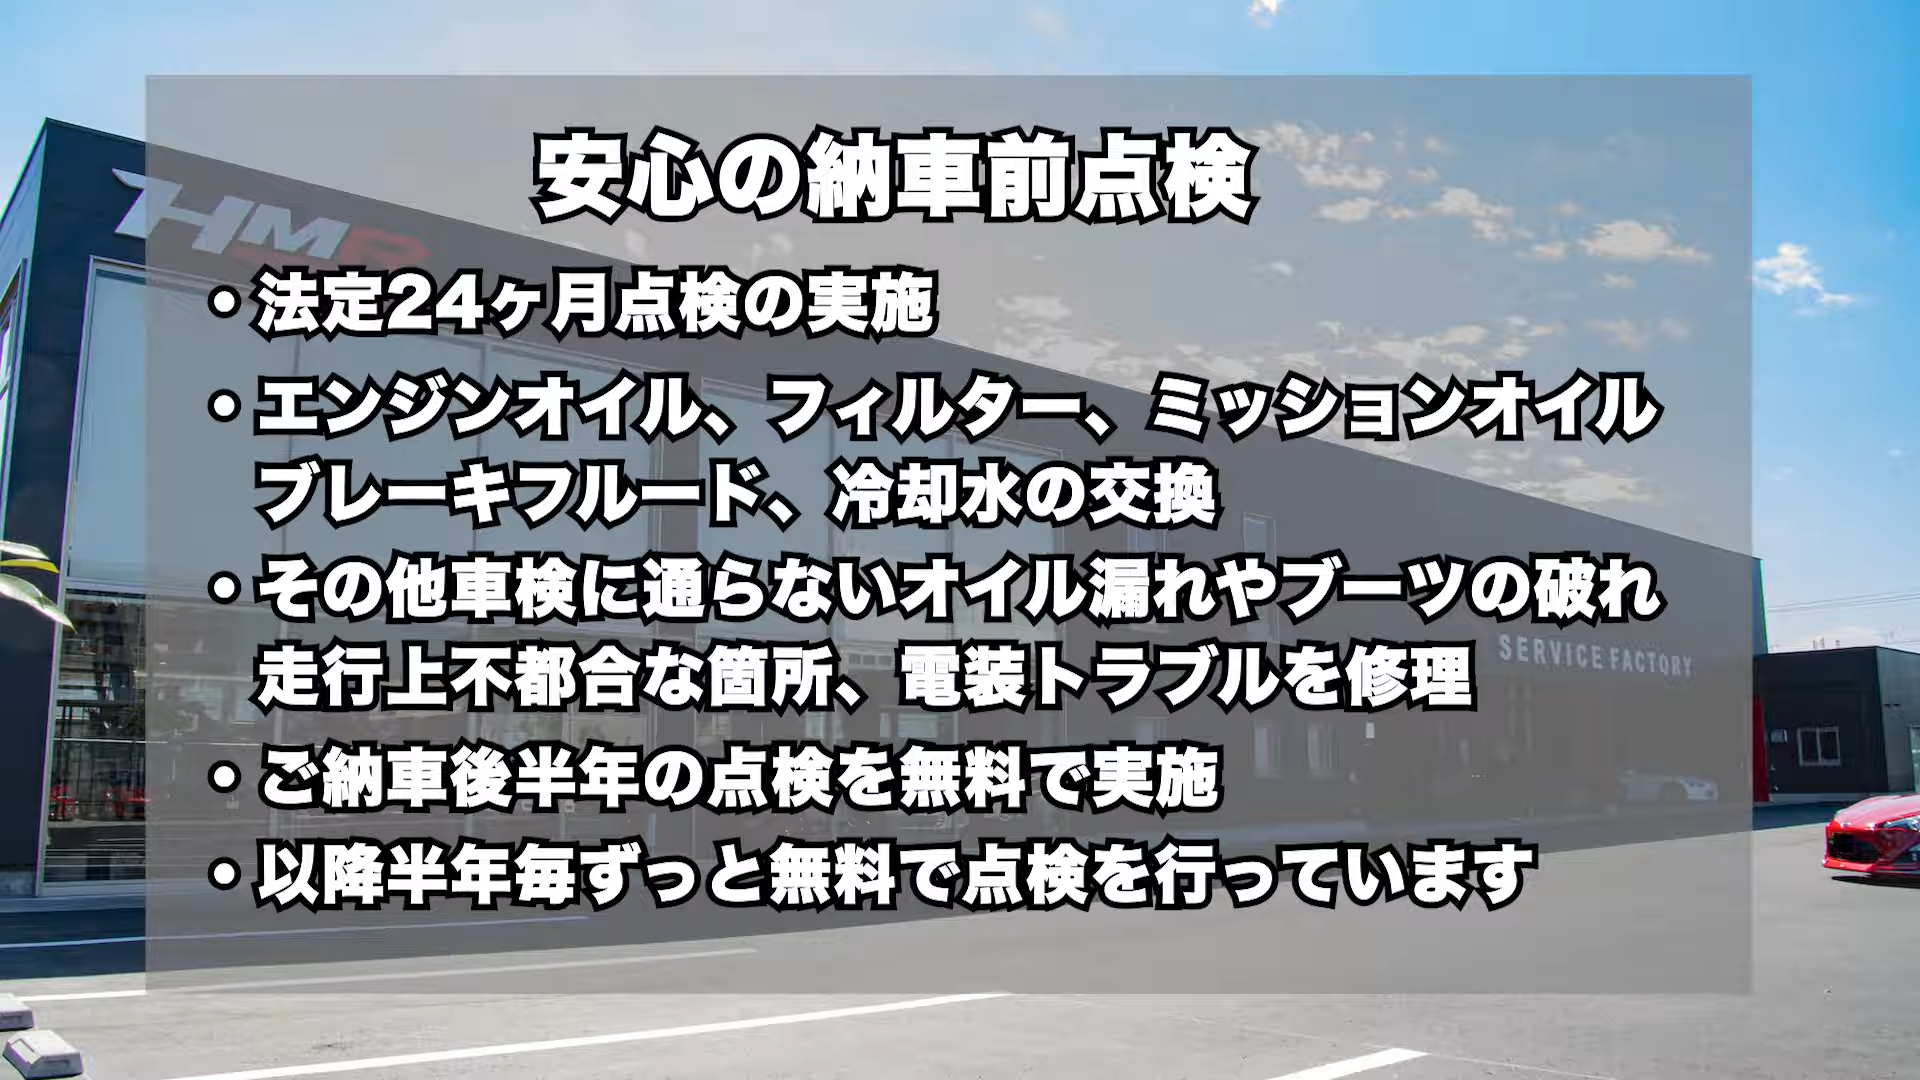 安心の納車前点検
HMR
・法定24ヶ月点検の実施
・エンジンオイル、フィルター、ミッションオイル
ブレーキフルード、冷却水の交換
・その他車検に通らないオイル漏れやブーツの破れ
走行上不都合な箇所、電装トラブルを修理
SERVICE FACTORY
・ご納車後半年の点検を無料で実施
・以降半年毎ずっと無料で点検を行っています